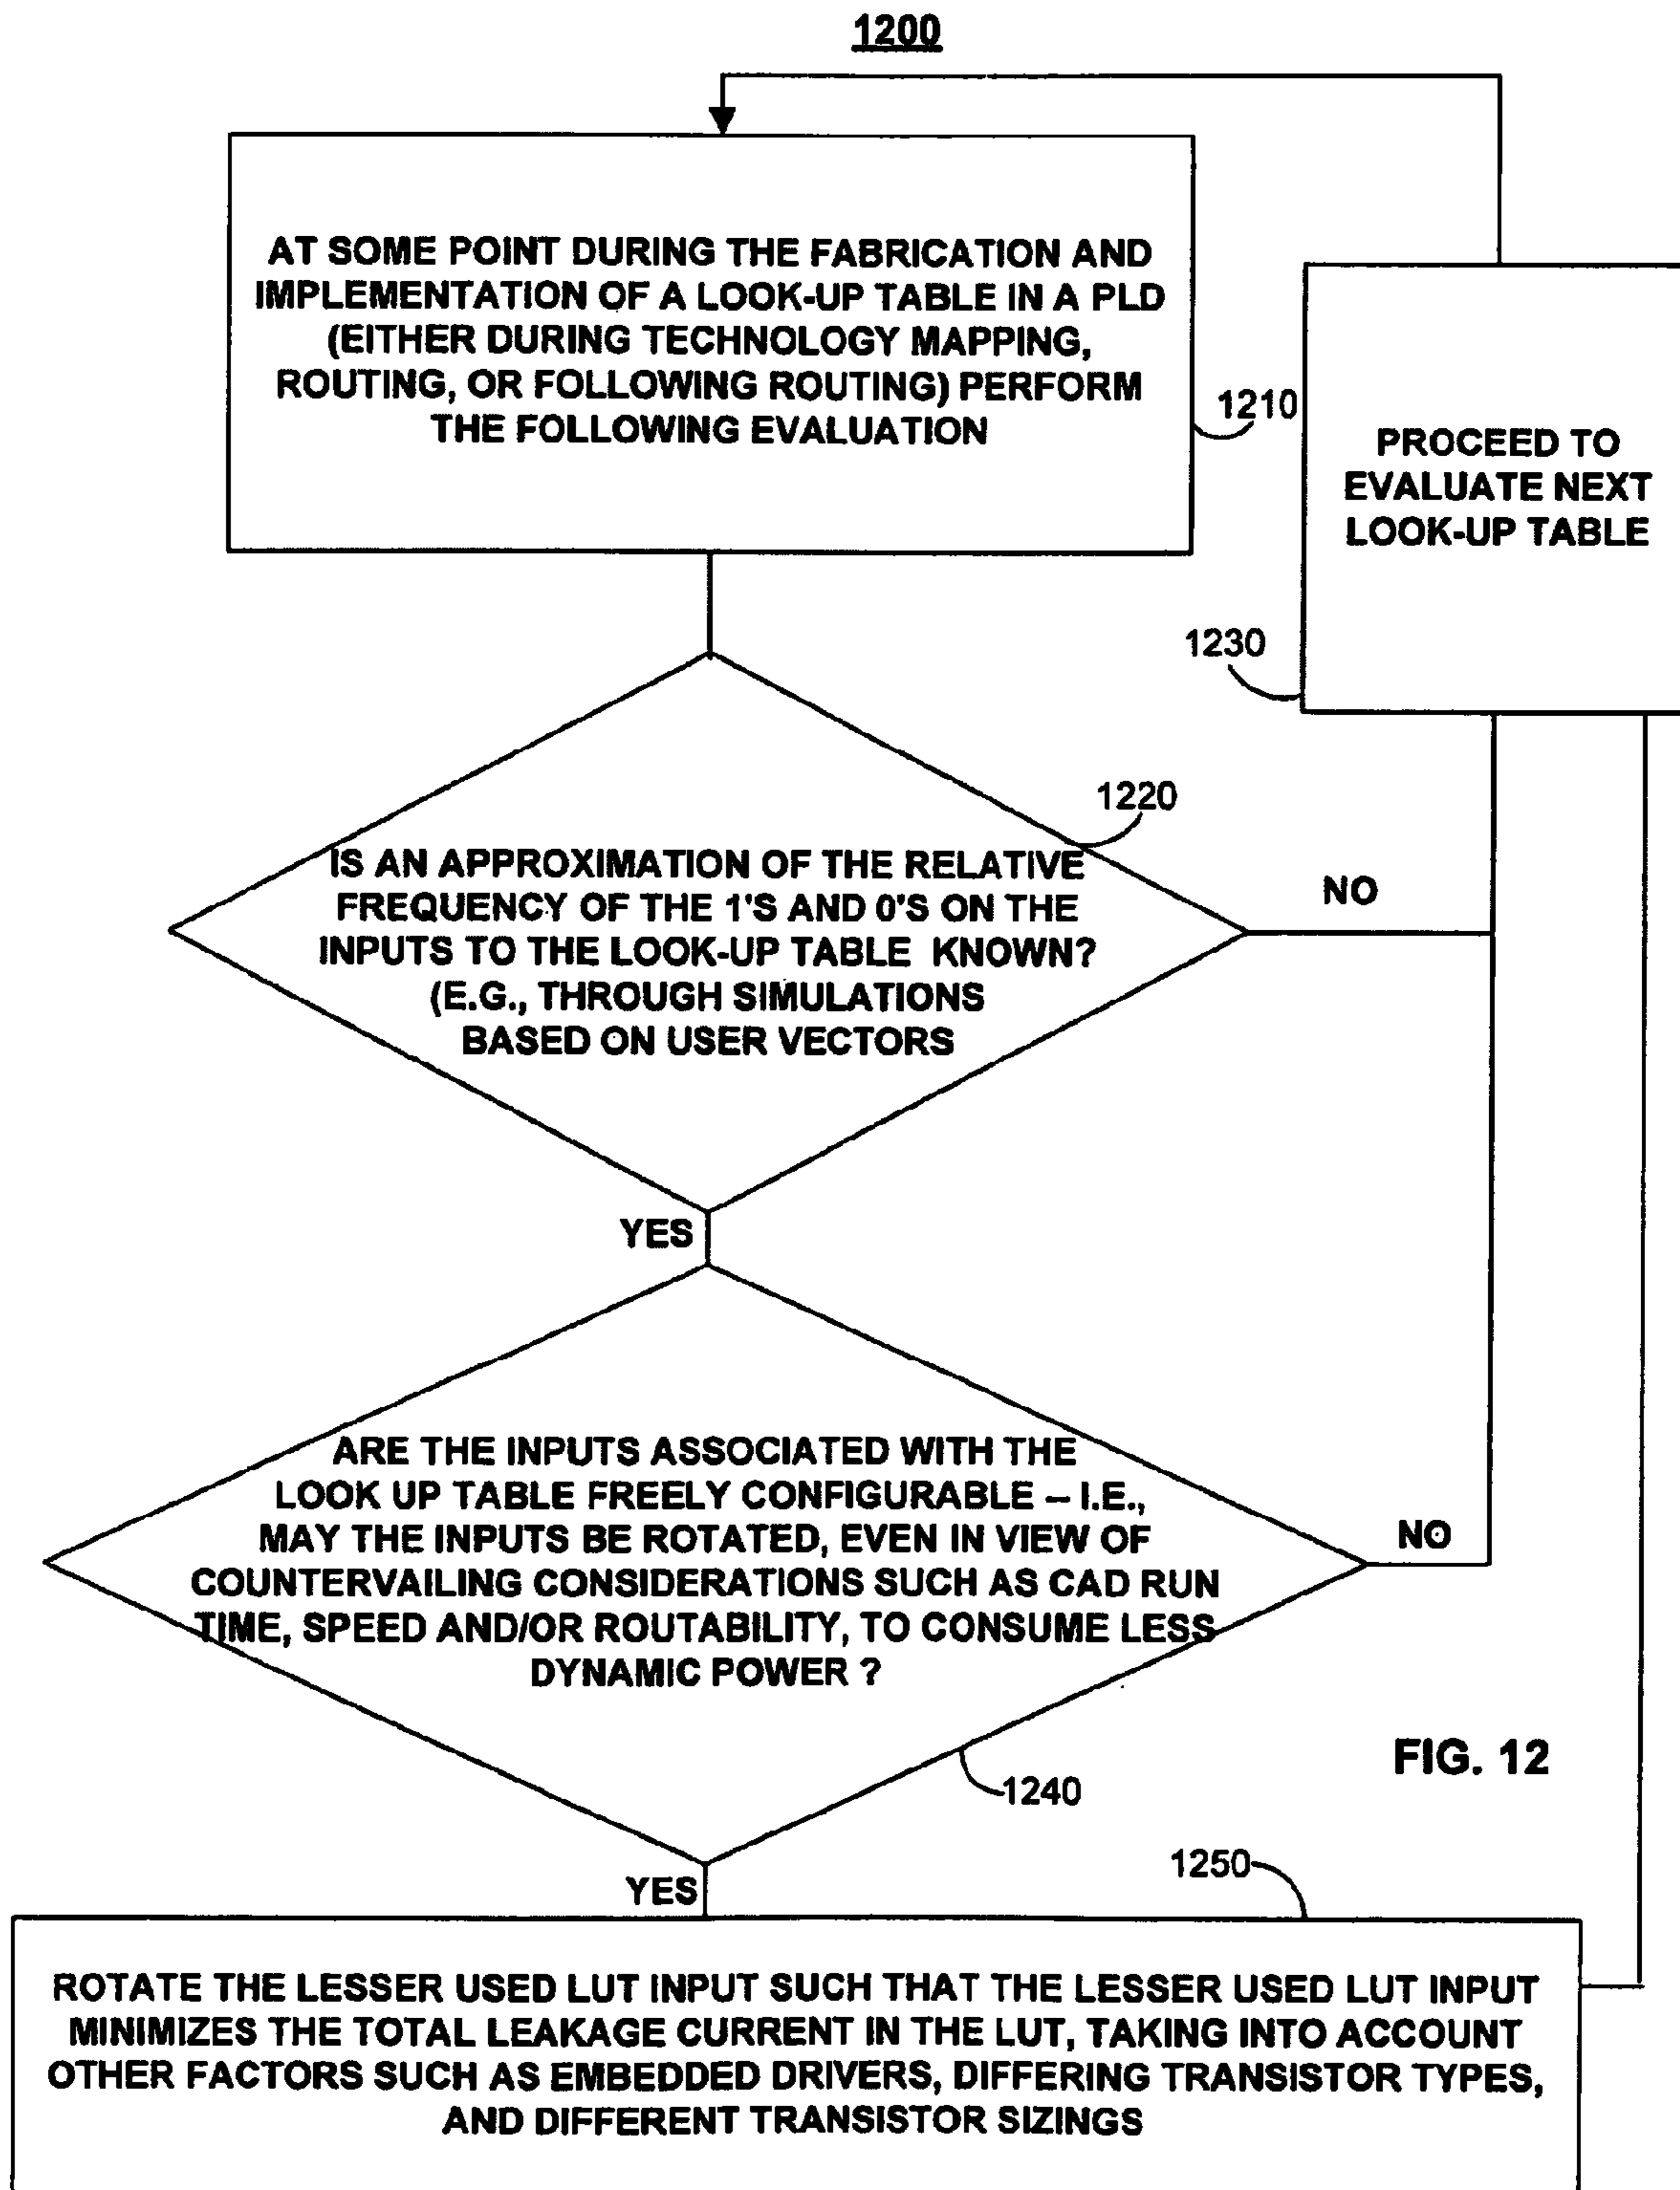 1200
AT SOME POINT DURING THE FABRICATION AND
IMPLEMENTATION OF A LOOK-UP TABLE IN A PLD
(EITHER DURING TECHNOLOGY MAPPING,
ROUTING, OR FOLLOWING ROUTING) PERFORM
THE FOLLOWING EVALUATION
1210
PROCEED TO
EVALUATE NEXT
LOOK-UP TABLE
1230
1220
IS AN APPROXIMATION OF THE RELATIVE
FREQUENCY OF THE 1'S AND 0'S ON THE
INPUTS TO THE LOOK-UP TABLE KNOWN?
(E.G., THROUGH SIMULATIONS
BASED ON USER VECTORS
NO
YES
ARE THE INPUTS ASSOCIATED WITH THE
LOOK UP TABLE FREELY CONFIGURABLE – I.E.,
MAY THE INPUTS BE ROTATED, EVEN IN VIEW OF
COUNTERVAILING CONSIDERATIONS SUCH AS CAD RUN
TIME, SPEED AND/OR ROUTABILITY, TO CONSUME LESS
DYNAMIC POWER ?
NO
FIG. 12
1240
YES
1250
ROTATE THE LESSER USED LUT INPUT SUCH THAT THE LESSER USED LUT INPUT
MINIMIZES THE TOTAL LEAKAGE CURRENT IN THE LUT, TAKING INTO ACCOUNT
OTHER FACTORS SUCH AS EMBEDDED DRIVERS, DIFFERING TRANSISTOR TYPES,
AND DIFFERENT TRANSISTOR SIZINGS